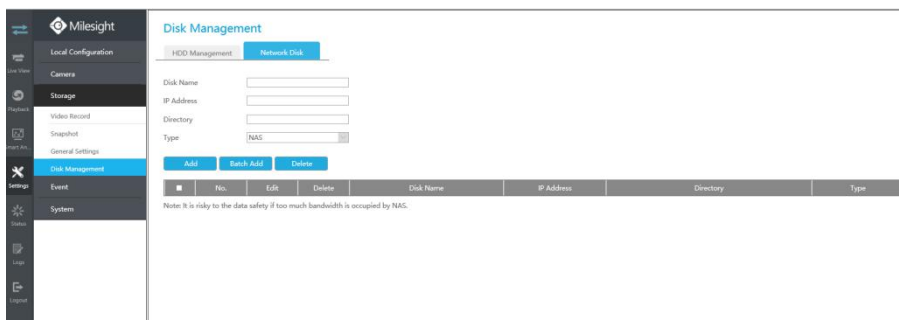 Milesight
Live View
Playback
Settings
Status
Logs
Logout
Local Configuration
Camera
Storage
Video Record
Snapshot
General Settings
Disk Management
Event
System
Disk Management
HDD Management
Network Disk
Disk Name
IP Address
Directory
Type NAS
Add Batch Add Delete
No. Edit Delete Disk Name IP Address Directory Type
Note: It is risky to the data safety if too much bandwidth is occupied by NAS.